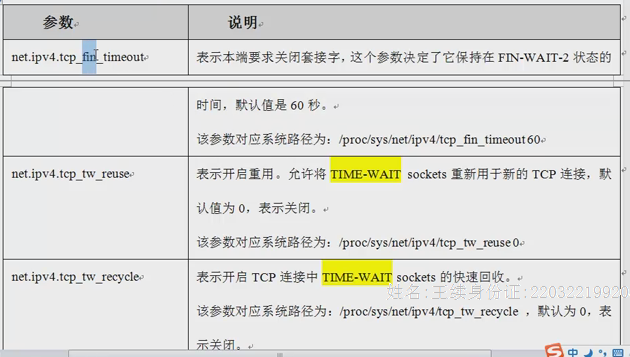 参数 说明
net.ipv4.tcp_fin_timeout 表示本端要求关闭套接字，这个参数决定了它保持在 FIN-WAIT-2 状态的
时间，默认值是 60 秒。
该参数对应系统路径为：/proc/sys/net/ipv4/tcp_fin_timeout 60
net.ipv4.tcp_tw_reuse 表示开启重用。允许将 TIME-WAIT sockets 重新用于新的 TCP 连接，默
认值为 0，表示关闭。
该参数对应系统路径为：/proc/sys/net/ipv4/tcp_tw_reuse 0
net.ipv4.tcp_tw_recycle 表示开启 TCP 连接中 TIME-WAIT sockets 的快速回收。
姓名:王续身份证:22032219920
该参数对应系统路径为：/proc/sys/net/ipv4/tcp_tw_recycle ，默认为 0，表
示关闭。
中